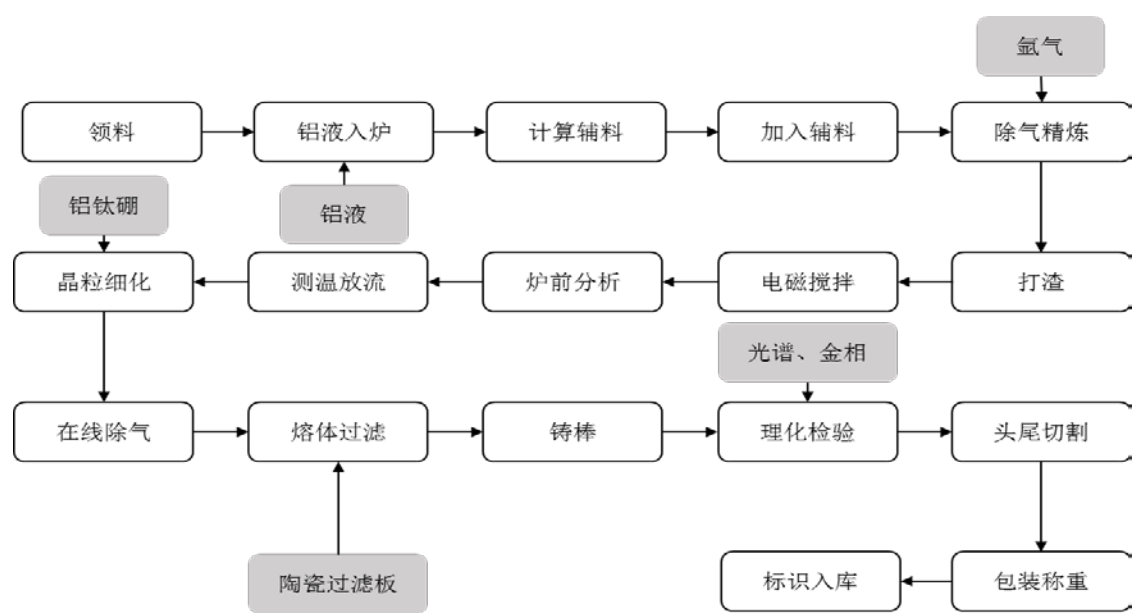 氩气
领料
铝液入炉
计算辅料
加入辅料
除气精炼
铝钛硼
铝液
晶粒细化
测温放流
炉前分析
电磁搅拌
打渣
光谱、金相
在线除气
熔体过滤
铸棒
理化检验
头尾切割
陶瓷过滤板
标识入库
包装称重